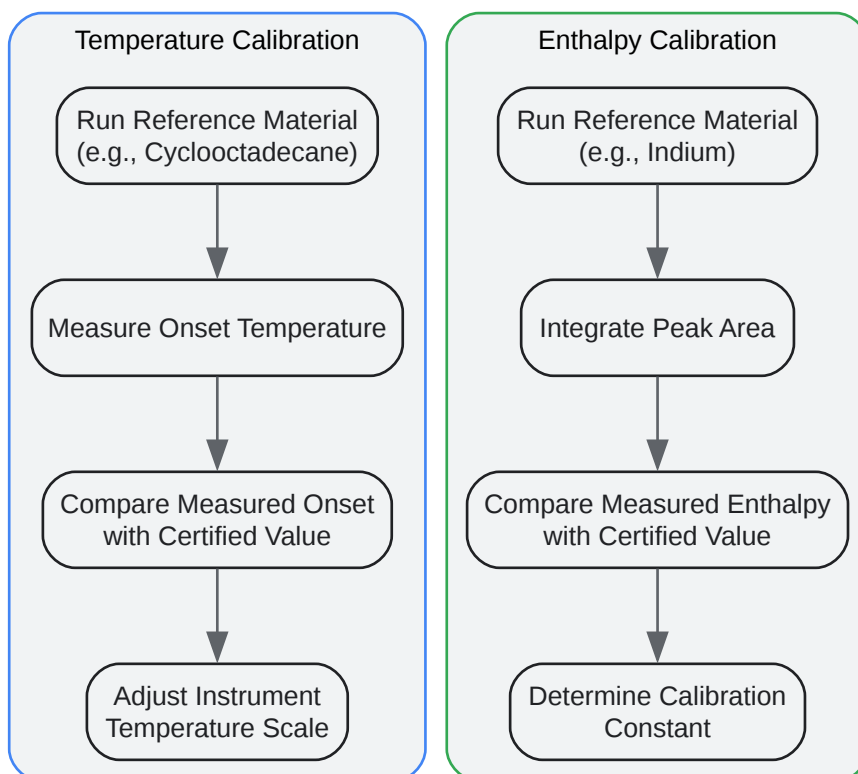 Temperature Calibration
Run Reference Material
(e.g., Cyclooctadecane)
Measure Onset Temperature
Compare Measured Onset
with Certified Value
Adjust Instrument
Temperature Scale
Enthalpy Calibration
Run Reference Material
(e.g., Indium)
Integrate Peak Area
Compare Measured Enthalpy
with Certified Value
Determine Calibration
Constant